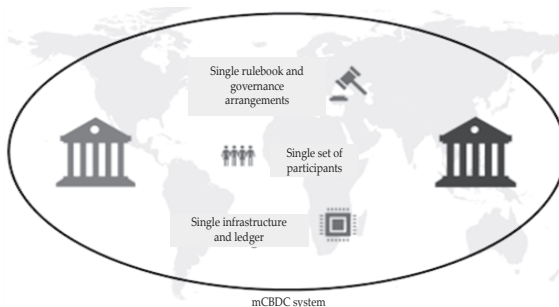 Single rulebook and
governance
arrangements
Single set of
participants
Single infrastructure
and ledger
mCBDC system